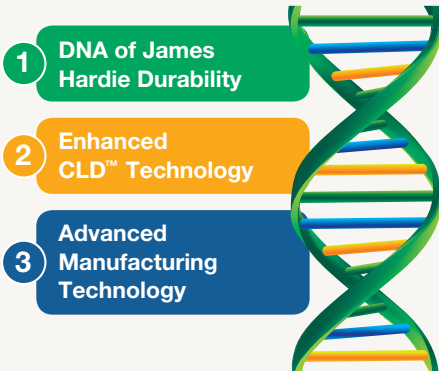 1
DNA of James
Hardie Durability
2
Enhanced
CLD™ Technology
3
Advanced
Manufacturing
Technology